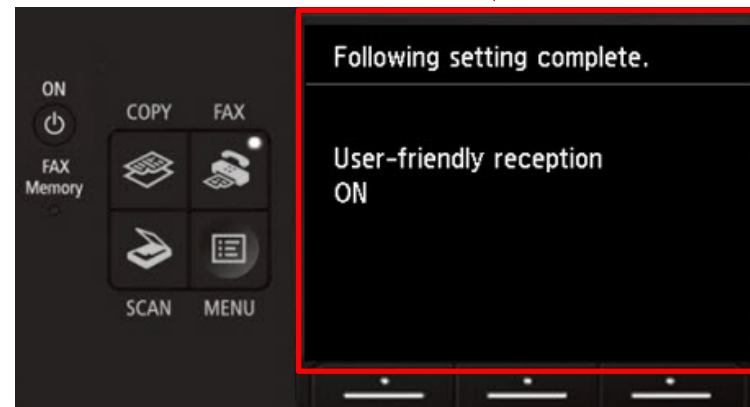 ON
COPY FAX
FAX
Memory
SCAN MENU
Following setting complete.
User-friendly reception
ON